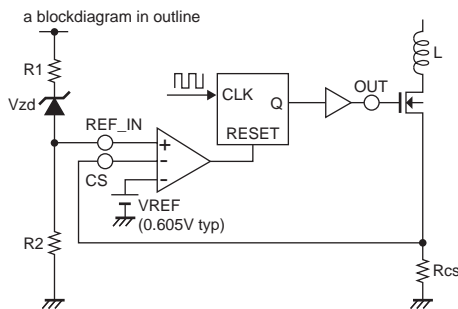 a blockdiagram in outline
R1
Vzd
REF_IN
CS
R2
VREF
(0.605V typ)
+
-
-
CLK
Q
RESET
OUT
L
Rcs